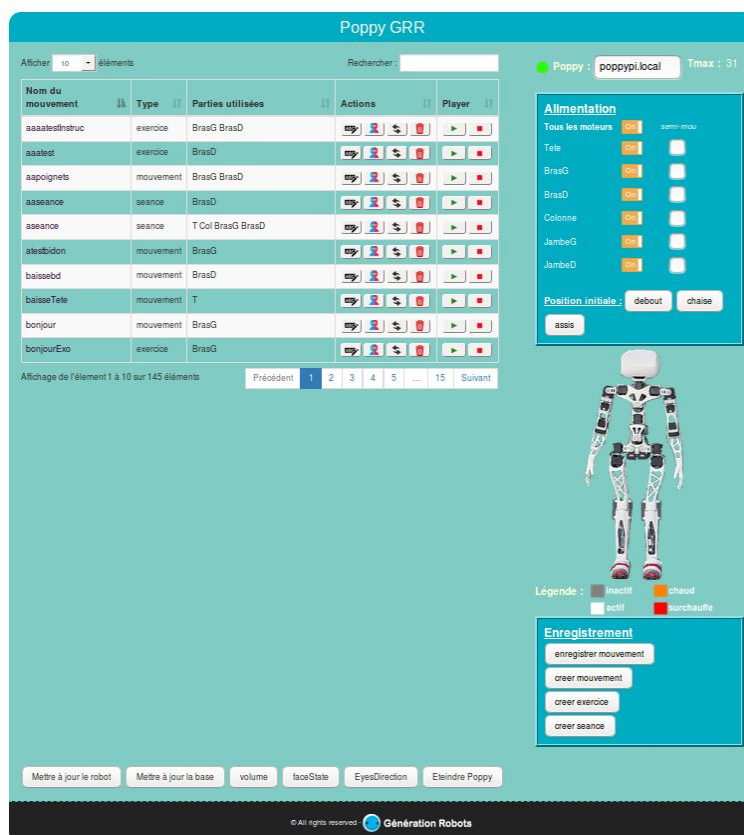 Poppy GRR
Afficher 10 éléments
Rechercher :
Nom du mouvement Type Parties utilisées Actions Player
aaaatestInstruc exercice BrasG BrasD
aaatest exercice BrasD
aapoignets mouvement BrasG BrasD
aaseance seance BrasD
aseance seance T Col BrasG BrasD
atestbidon mouvement BrasG
baissebd mouvement BrasD
baisseTete mouvement T
bonjour mouvement BrasG
bonjourExo exercice BrasG
Affichage de l'élement 1 à 10 sur 145 éléments
Précédent 1 2 3 4 5 ... 15 Suivant
Poppy : poppypi.local Tmax : 31
Alimentation
Tous les moteurs On semi-mou
Tete On
BrasG On
BrasD On
Colonne On
JambeG On
JambeD On
Position initiale : debout chaise
assis
Légende : inactif chaud
actif surchauffe
Enregistrement
enregistrer mouvement
creer mouvement
creer exercice
creer seance
Mettre à jour le robot Mettre à jour la base volume faceState EyesDirection Eteindre Poppy
© All rights reserved - Génération Robots